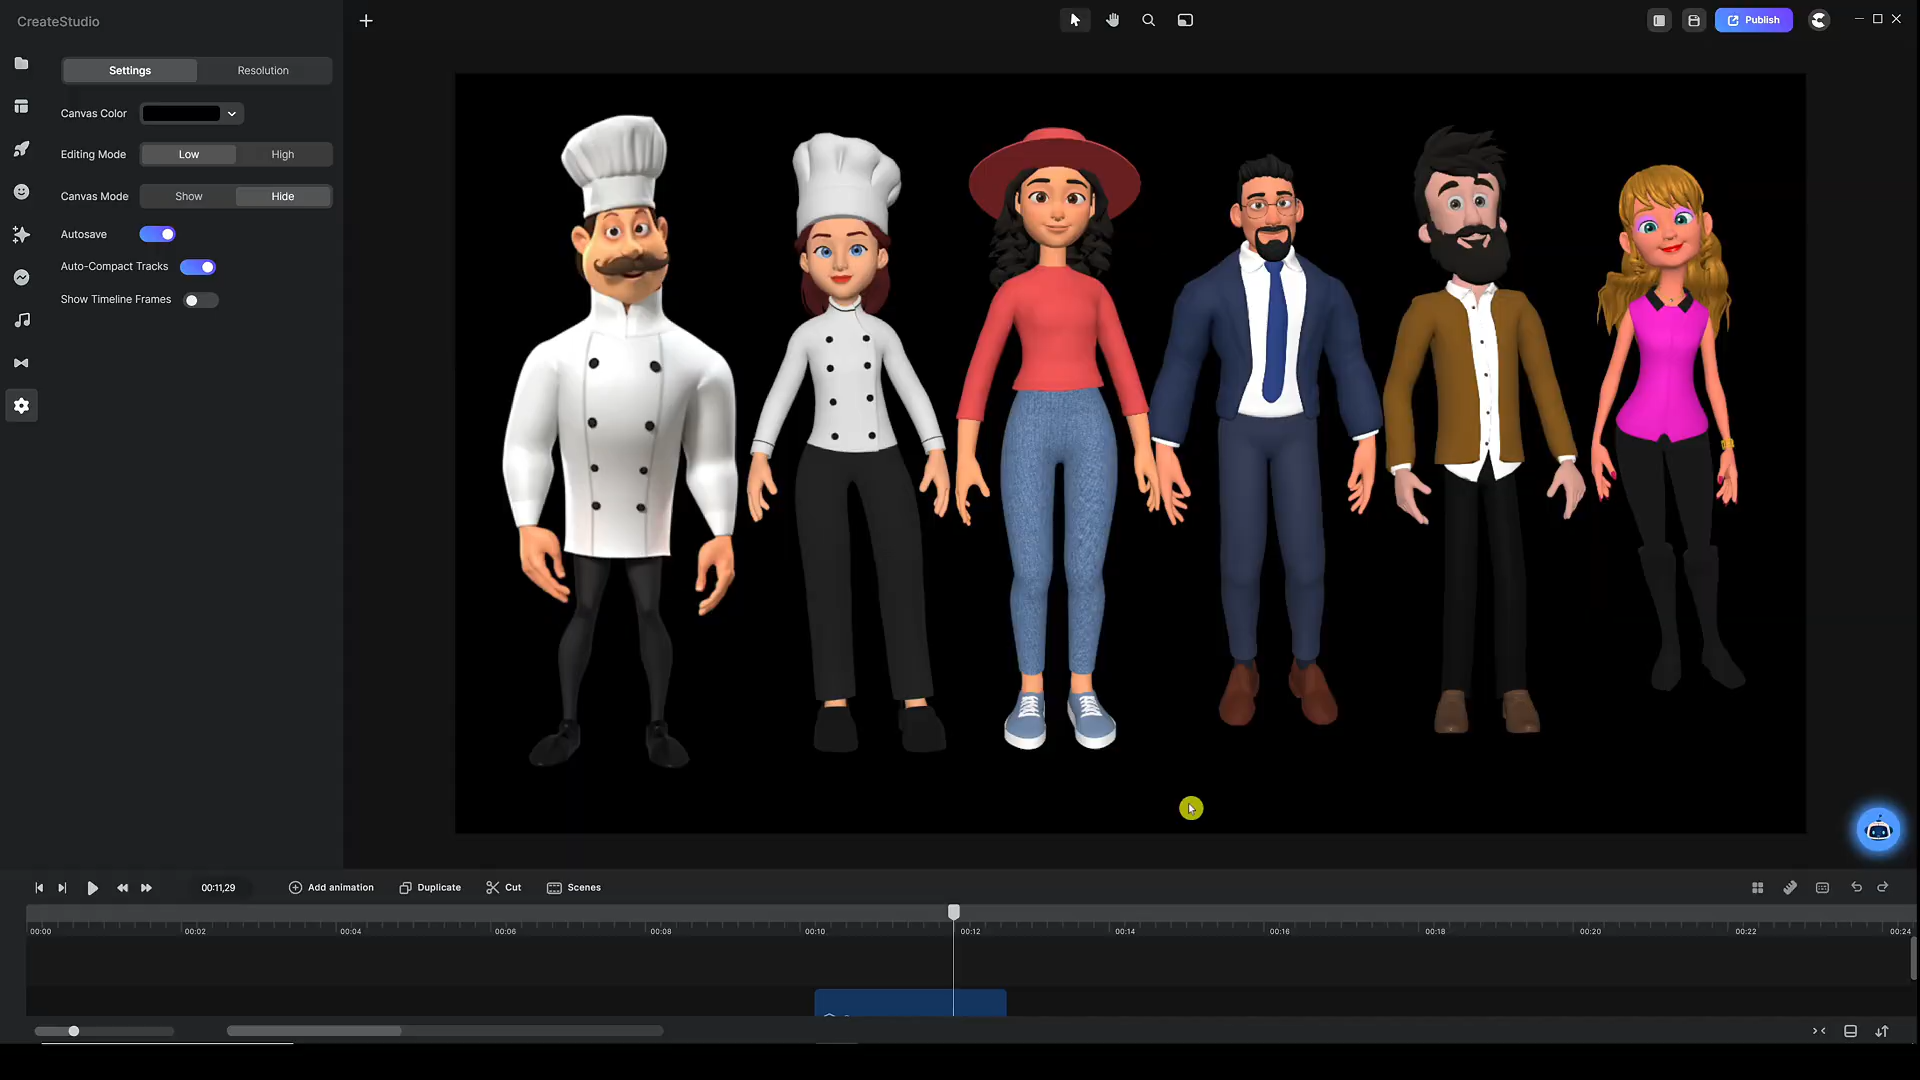 CreateStudio
Publish
Settings
Resolution
Canvas Color
Editing Mode
Low
High
Canvas Mode
Show
Hide
Autosave
Auto-Compact Tracks
Show Timeline Frames
00:11,29
Add animation
Duplicate
Cut
Scenes
00:00
00:02
00:04
00:06
00:08
00:10
00:12
00:14
00:16
00:18
00:20
00:22
00:24